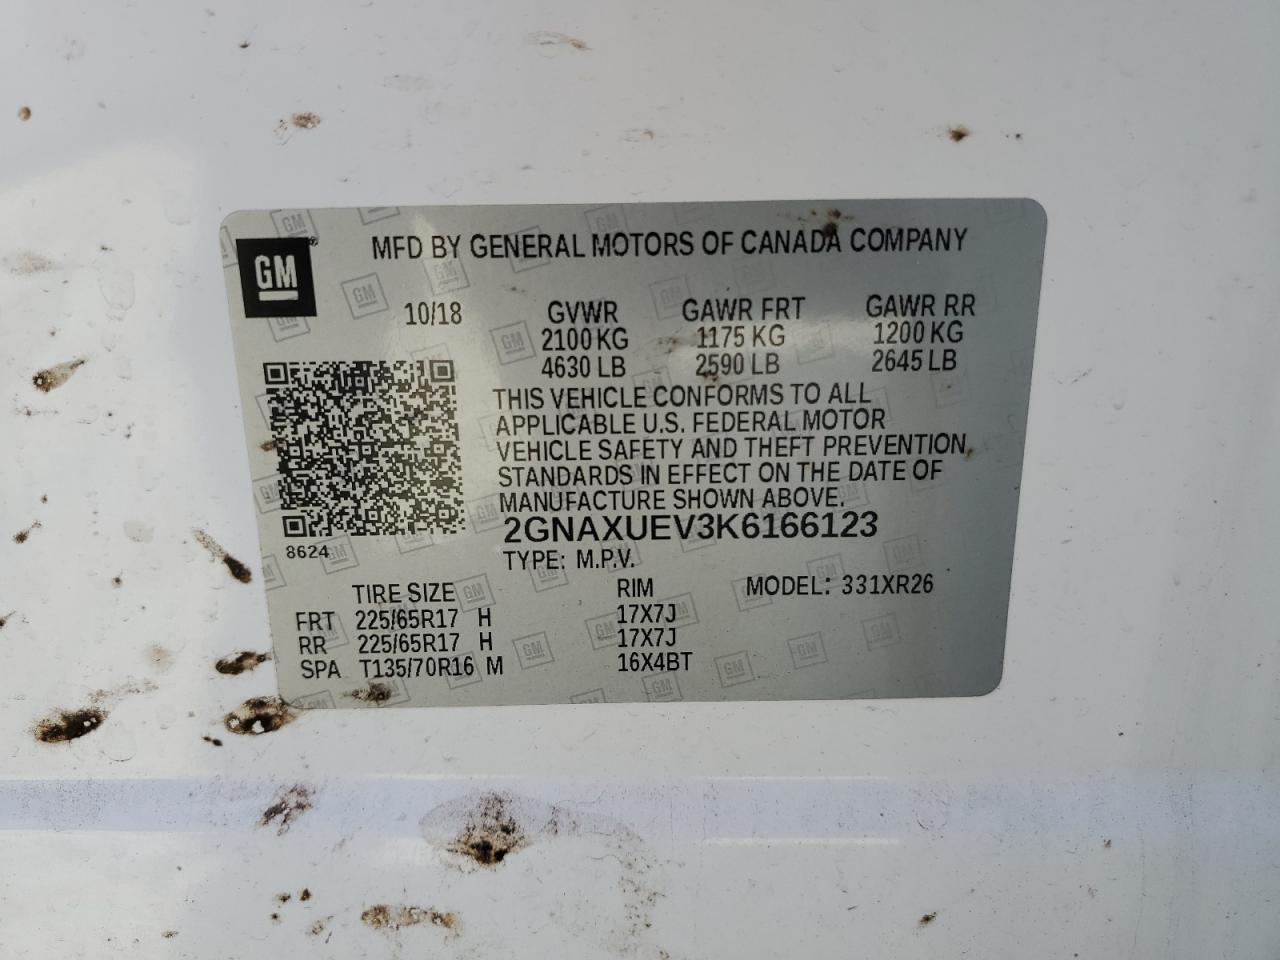 GM
MFD BY GENERAL MOTORS OF CANADA COMPANY
10/18 GVWR GAWR FRT GAWR RR
2100 KG 1175 KG 1200 KG
4630 LB 2590 LB 2645 LB
THIS VEHICLE CONFORMS TO ALL
APPLICABLE U.S. FEDERAL MOTOR
VEHICLE SAFETY AND THEFT PREVENTION
STANDARDS IN EFFECT ON THE DATE OF
MANUFACTURE SHOWN ABOVE.
2GNAXUEV3K6166123
8624
TYPE: M.P.V.
TIRE SIZE RIM MODEL: 331XR26
FRT 225/65R17 H 17X7J
RR 225/65R17 H 17X7J
SPA T135/70R16 M 16X4BT